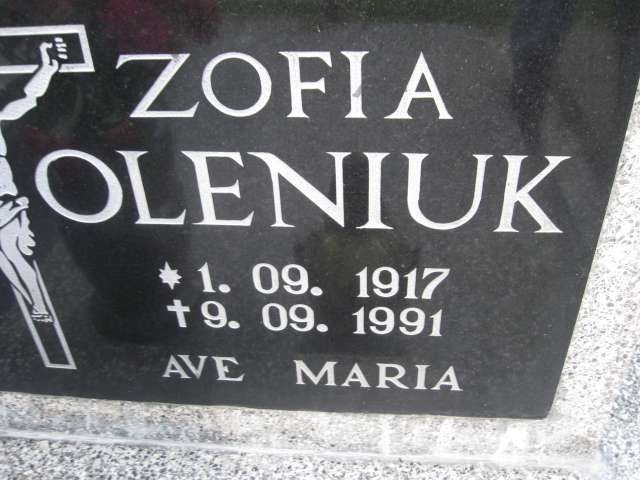 ZOFIA
OLENIUK
* 1. 09. 1917
† 9. 09. 1991
AVE MARIA